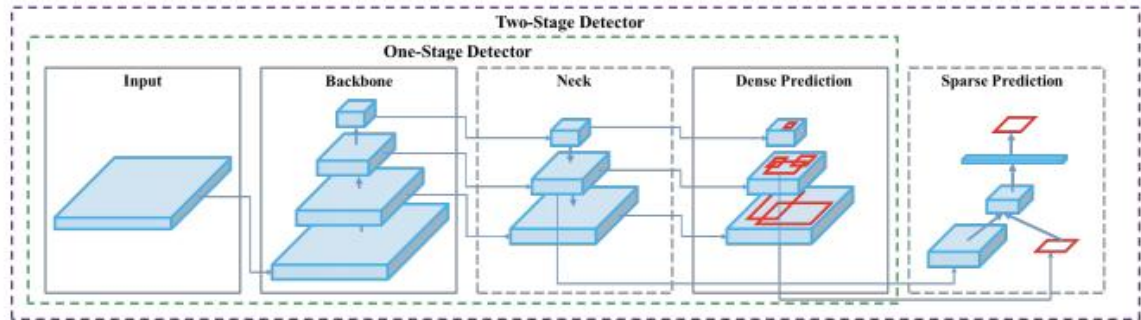 Two-Stage Detector
One-Stage Detector
Input
Backbone
Neck
Dense Prediction
Sparse Prediction